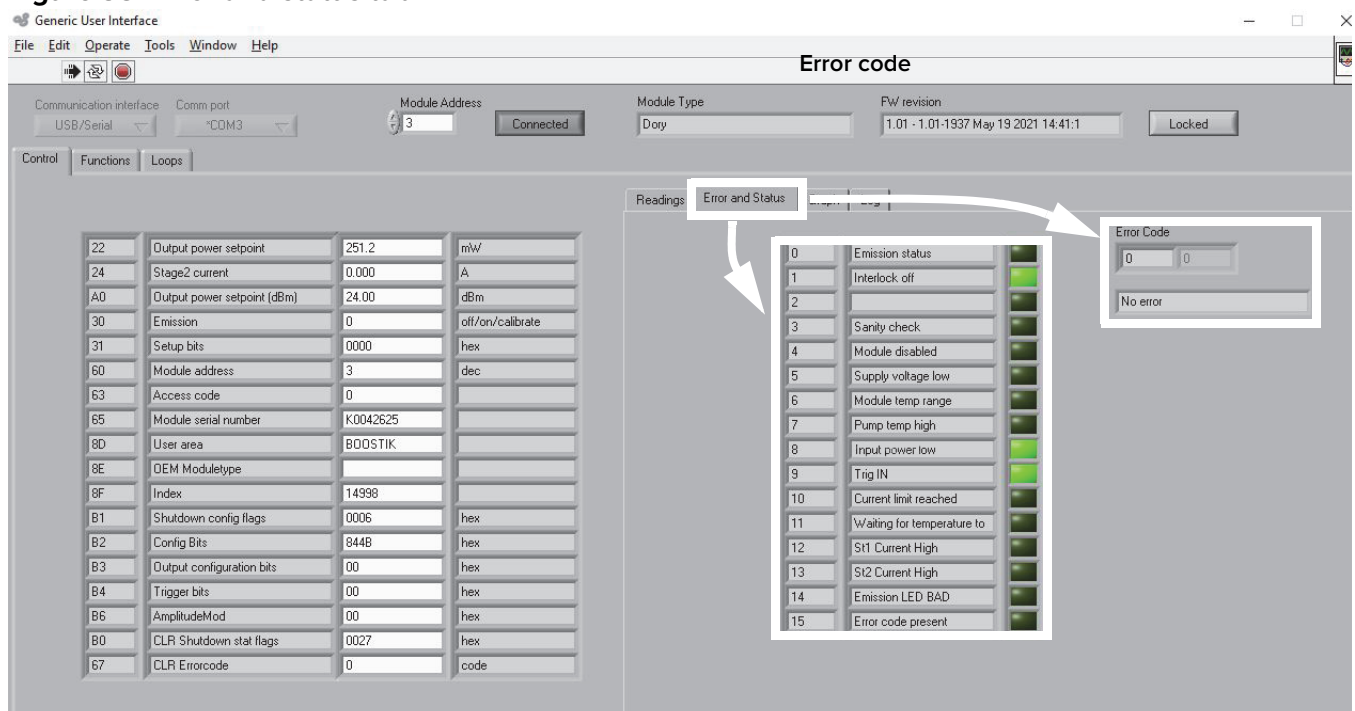 Generic User Interface
File Edit Operate Tools Window Help
Error code
Communication interface Comm port Module Address Module Type FW revision
USB/Serial *COM3 3 Connected Dory 1.01 - 1.01-1937 May 19 2021 14:41:1 Locked
Control Functions Loops
Readings Error and Status
22 Output power setpoint 251.2 mW
24 Stage2 current 0.000 A
A0 Output power setpoint (dBm) 24.00 dBm
30 Emission 0 off/on/calibrate
31 Setup bits 0000 hex
60 Module address 3 dec
63 Access code 0
65 Module serial number K0042625
8D User area BOOSTIK
8E OEM Moduletype
8F Index 14998
B1 Shutdown config flags 0006 hex
B2 Config Bits 844B hex
B3 Output configuration bits 00 hex
B4 Trigger bits 00 hex
B6 AmplitudeMod 00 hex
B0 CLR Shutdown stat flags 0027 hex
67 CLR Errorcode 0 code
0 Emission status
1 Interlock off
2
3 Sanity check
4 Module disabled
5 Supply voltage low
6 Module temp range
7 Pump temp high
8 Input power low
9 Trig IN
10 Current limit reached
11 Waiting for temperature to
12 St1 Current High
13 St2 Current High
14 Emission LED BAD
15 Error code present
Error Code
0 0
No error